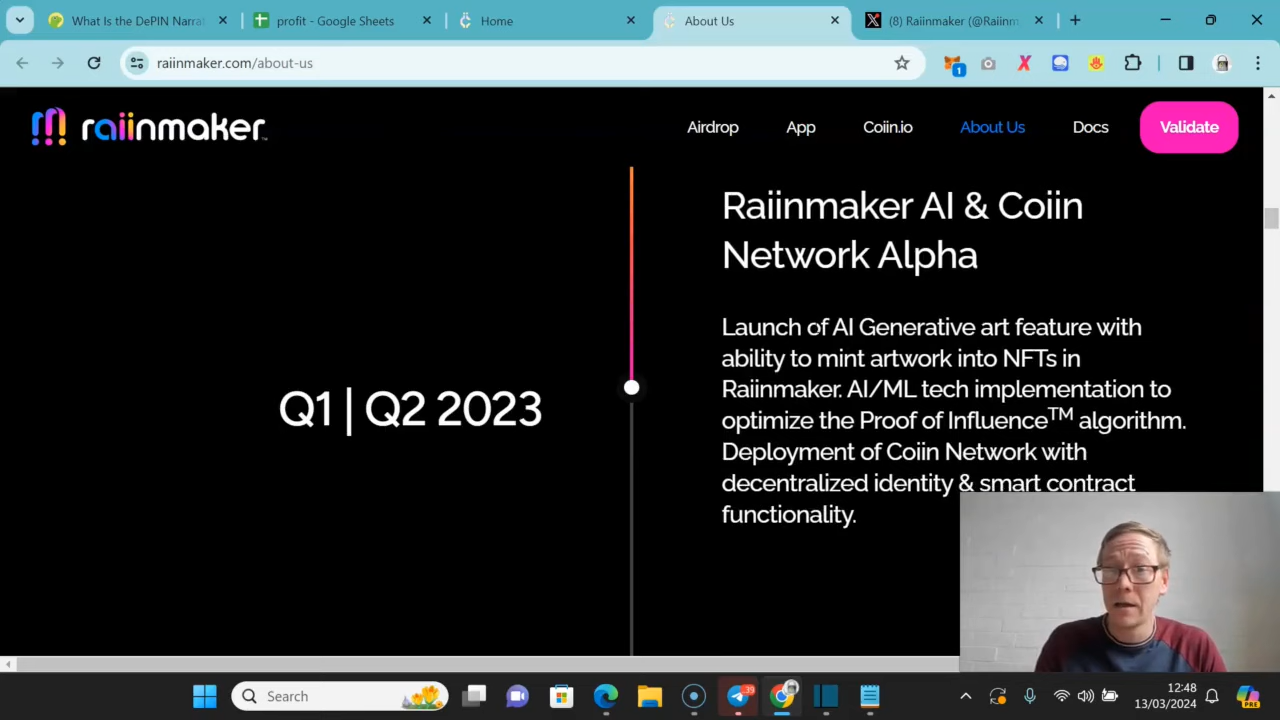 What Is the DePIN Narrat
profit - Google Sheets
Home
About Us
(8) Raiinmaker (@Raiinm
raiinmaker.com/about-us
1
raiinmaker
Airdrop
App
Coiin.io
About Us
Docs
Validate
Raiinmaker AI & Coiin
Network Alpha
Launch of AI Generative art feature with
ability to mint artwork into NFTs in
Raiinmaker. AI/ML tech implementation to
optimize the Proof of Influence™ algorithm.
Deployment of Coiin Network with
decentralized identity & smart contract
functionality.
Q1 | Q2 2023
Search
39
12:48
13/03/2024
PRE